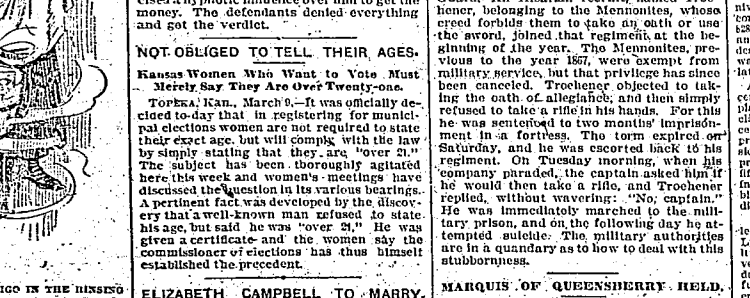 money. The defendants denied everything
and got the verdict.
NOT OBLIGED TO TELL THEIR AGES.
Kansas Women Who Want to Vote Must
Merely Say They Are Over Twenty-one.
TOPEKA, Kan., March 9,—It was officially de-
cided to-day that in registering for munici-
pal elections women are not required to state
their exact age, but will comply with the law
by simply stating that they are "over 21."
The subject has been thoroughly agitated
here this week and women's meetings have
discussed the question in its various bearings.
A pertinent fact was developed by the discov-
ery that a well-known man refused to state
his age, but said he was "over 21." He was
given a certificate and the women say the
commissioner of elections has thus himself
established the precedent.
ELIZABETH CAMPBELL TO MARRY.
hener, belonging to the Mennonites, whose
creed forbids them to take an oath or use
the sword, joined that regiment at the be-
ginning of the year. The Mennonites, pre-
vious to the year 1867, were exempt from
military service, but that privilege has since
been canceled. Trochener objected to tak-
ing the oath of allegiance; and then simply
refused to take a rifle in his hands. For this
he was sentenced to two months' imprison-
ment in a fortress. The term expired on
Saturday, and he was escorted back to his
regiment. On Tuesday morning, when his
company phraded, the captain asked him if
he would then take a rifle, and Trochener
replied, without wavering: "No, captain."
He was immediately marched to the mili-
tary prison, and on the following day he at-
tempted suicide. The military authorities
are in a quandary as to how to deal with this
stubbornness.
MARQUIS OF QUEENSBERRY HELD.
IN THE RINSING